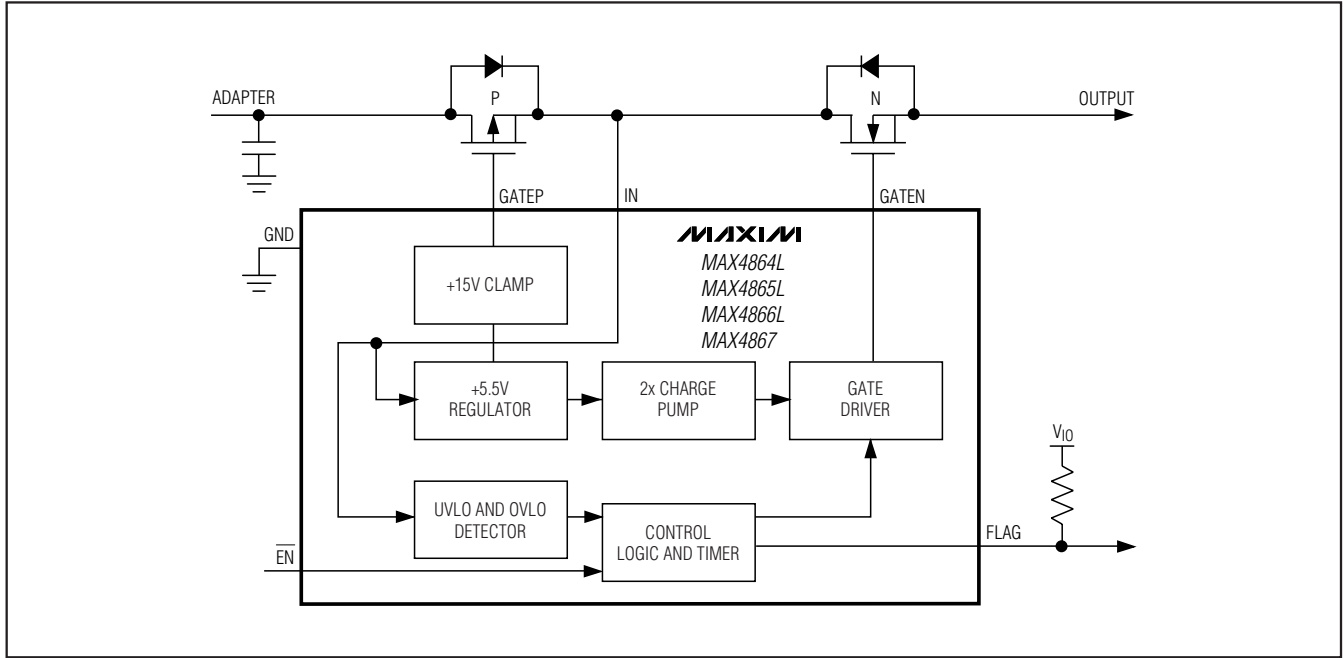 ADAPTER
P
N
OUTPUT
GATEP
IN
GATEN
GND
MAXIM
MAX4864L
MAX4865L
MAX4866L
MAX4867
+15V CLAMP
+5.5V
REGULATOR
2x CHARGE
PUMP
GATE
DRIVER
VIO
UVLO AND OVLO
DETECTOR
CONTROL
LOGIC AND TIMER
FLAG
EN